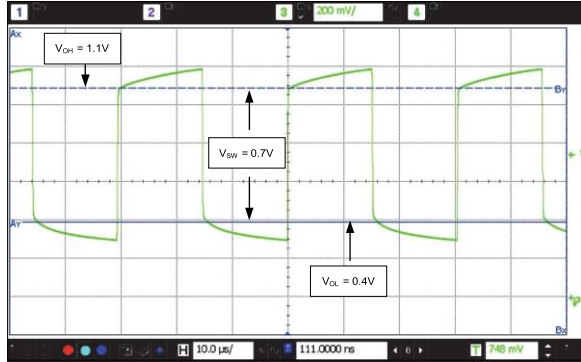 1 2 3 200 mV/ 4
Ax
VOH = 1.1V
BY
VSW = 0.7V
AY
VOL = 0.4V
Bx
H 10.0 µs/ 111.0000 ns 0 T 748 mV